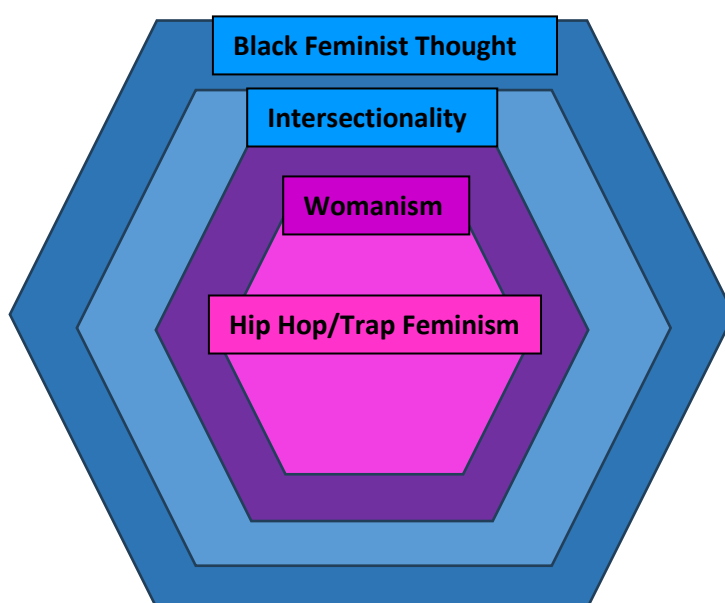 Black Feminist Thought
Intersectionality
Womanism
Hip Hop/Trap Feminism